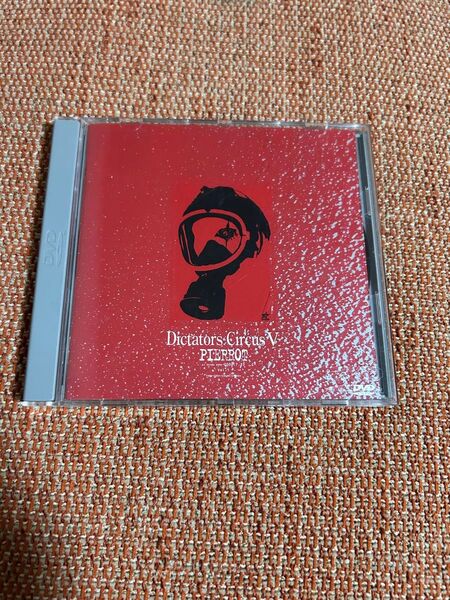 DVD
Dictators Circus V
PIERROT
DVD